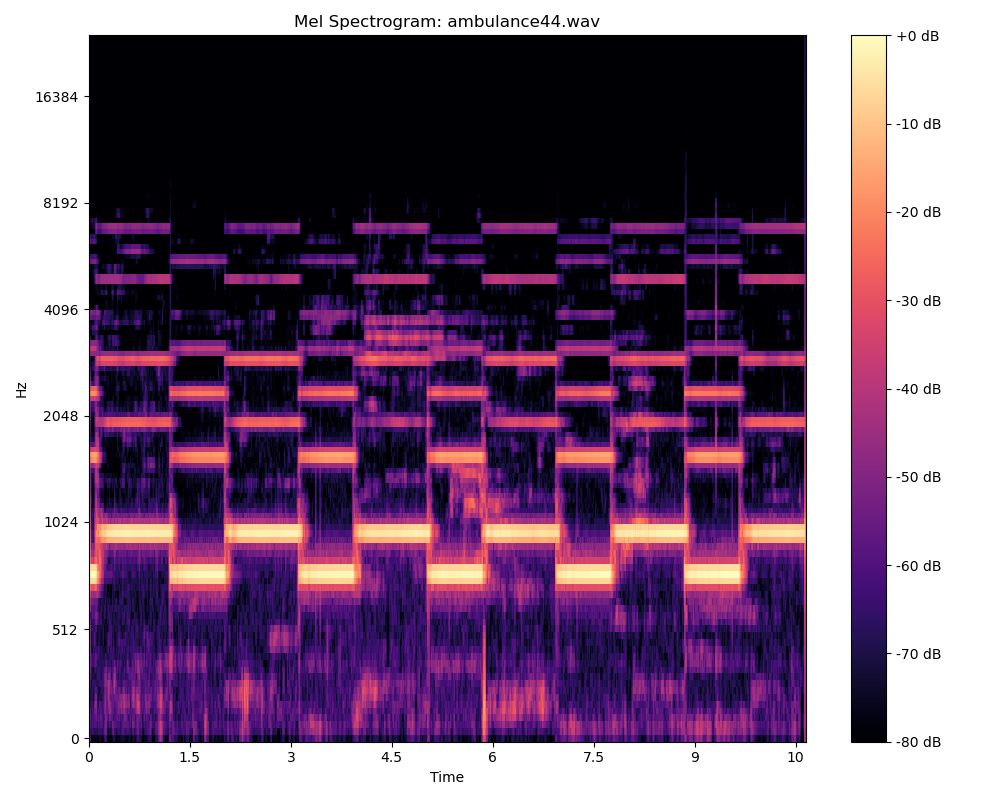 Mel Spectrogram: ambulance44.wav
+0 dB
16384
-10 dB
8192
-20 dB
4096
-30 dB
Hz
2048
-40 dB
-50 dB
1024
-60 dB
512
-70 dB
0
-80 dB
0 1.5 3 4.5 6 7.5 9 10
Time